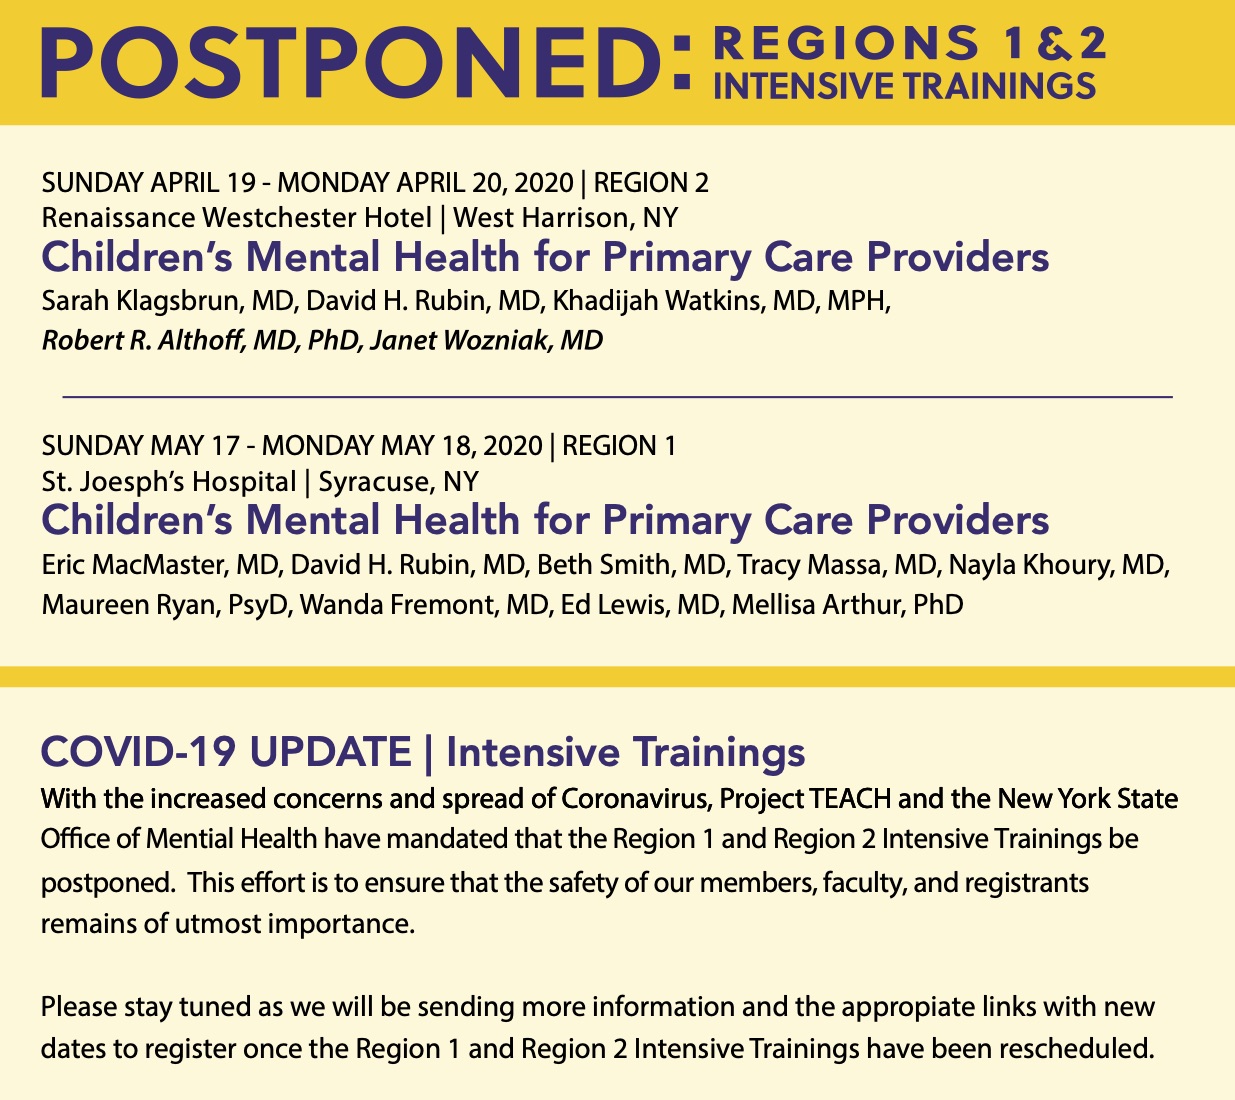 POSTPONED: REGIONS 1 & 2
INTENSIVE TRAININGS
SUNDAY APRIL 19 - MONDAY APRIL 20, 2020 | REGION 2
Renaissance Westchester Hotel | West Harrison, NY
Children’s Mental Health for Primary Care Providers
Sarah Klagsbrun, MD, David H. Rubin, MD, Khadijah Watkins, MD, MPH,
Robert R. Althoff, MD, PhD, Janet Wozniak, MD
SUNDAY MAY 17 - MONDAY MAY 18, 2020 | REGION 1
St. Joesph’s Hospital | Syracuse, NY
Children’s Mental Health for Primary Care Providers
Eric MacMaster, MD, David H. Rubin, MD, Beth Smith, MD, Tracy Massa, MD, Nayla Khoury, MD,
Maureen Ryan, PsyD, Wanda Fremont, MD, Ed Lewis, MD, Mellisa Arthur, PhD
COVID-19 UPDATE | Intensive Trainings
With the increased concerns and spread of Coronavirus, Project TEACH and the New York State
Office of Mential Health have mandated that the Region 1 and Region 2 Intensive Trainings be
postponed.  This effort is to ensure that the safety of our members, faculty, and registrants
remains of utmost importance.
Please stay tuned as we will be sending more information and the appropiate links with new
dates to register once the Region 1 and Region 2 Intensive Trainings have been rescheduled.